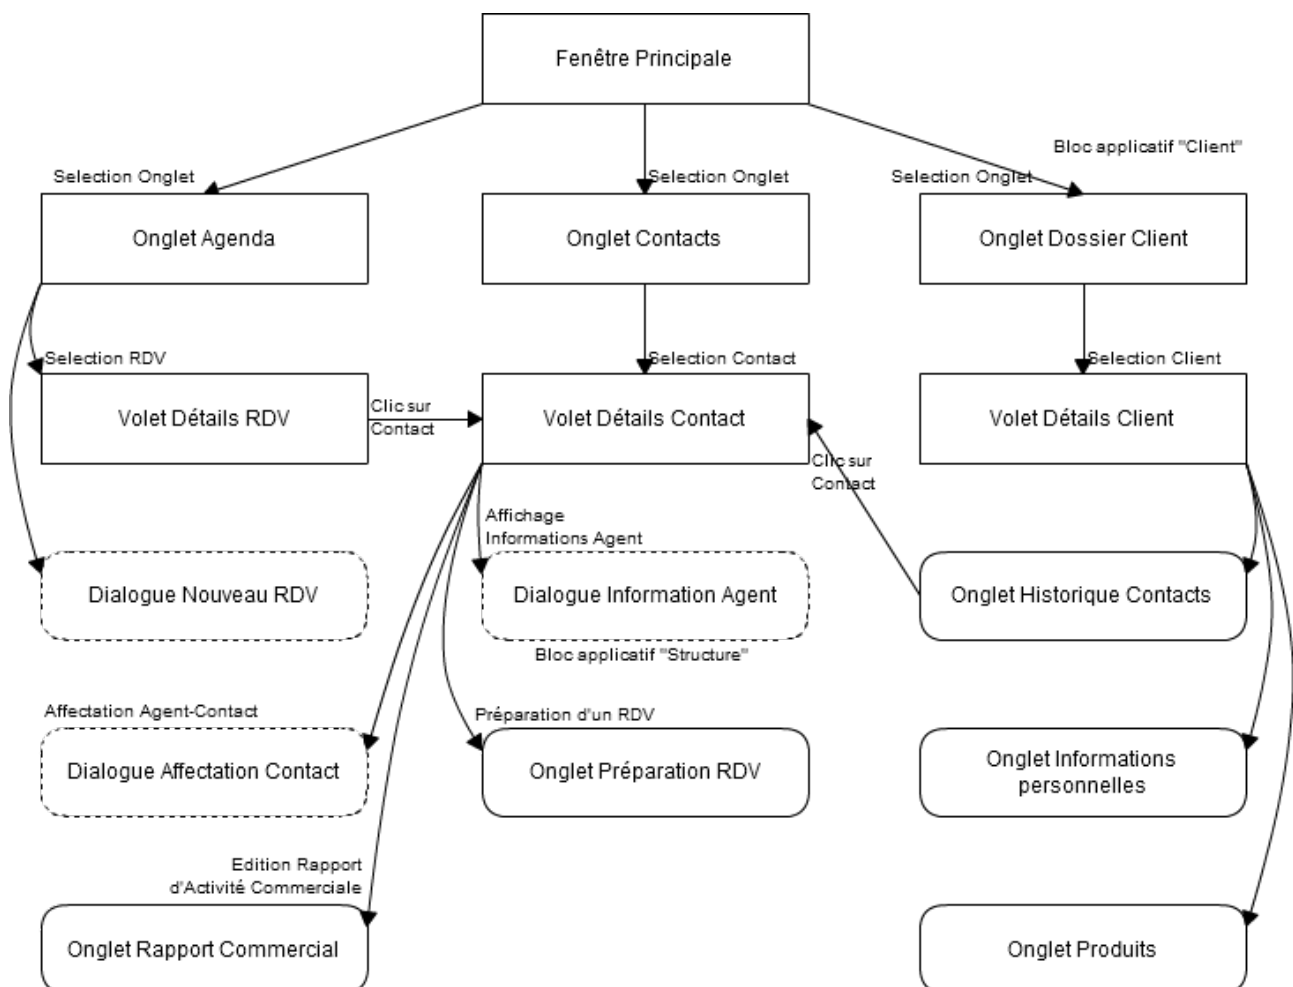 Fenêtre Principale
Bloc applicatif "Client"
Selection Onglet
Selection Onglet
Selection Onglet
Onglet Agenda
Onglet Contacts
Onglet Dossier Client
Selection RDV
Selection Contact
Selection Client
Volet Détails RDV
Clic sur
Contact
Volet Détails Contact
Volet Détails Client
Clic sur
Contact
Affichage
Informations Agent
Dialogue Nouveau RDV
Dialogue Information Agent
Onglet Historique Contacts
Bloc applicatif "Structure"
Affectation Agent-Contact
Préparation d'un RDV
Dialogue Affectation Contact
Onglet Préparation RDV
Onglet Informations
personnelles
Edition Rapport
d'Activité Commerciale
Onglet Rapport Commercial
Onglet Produits